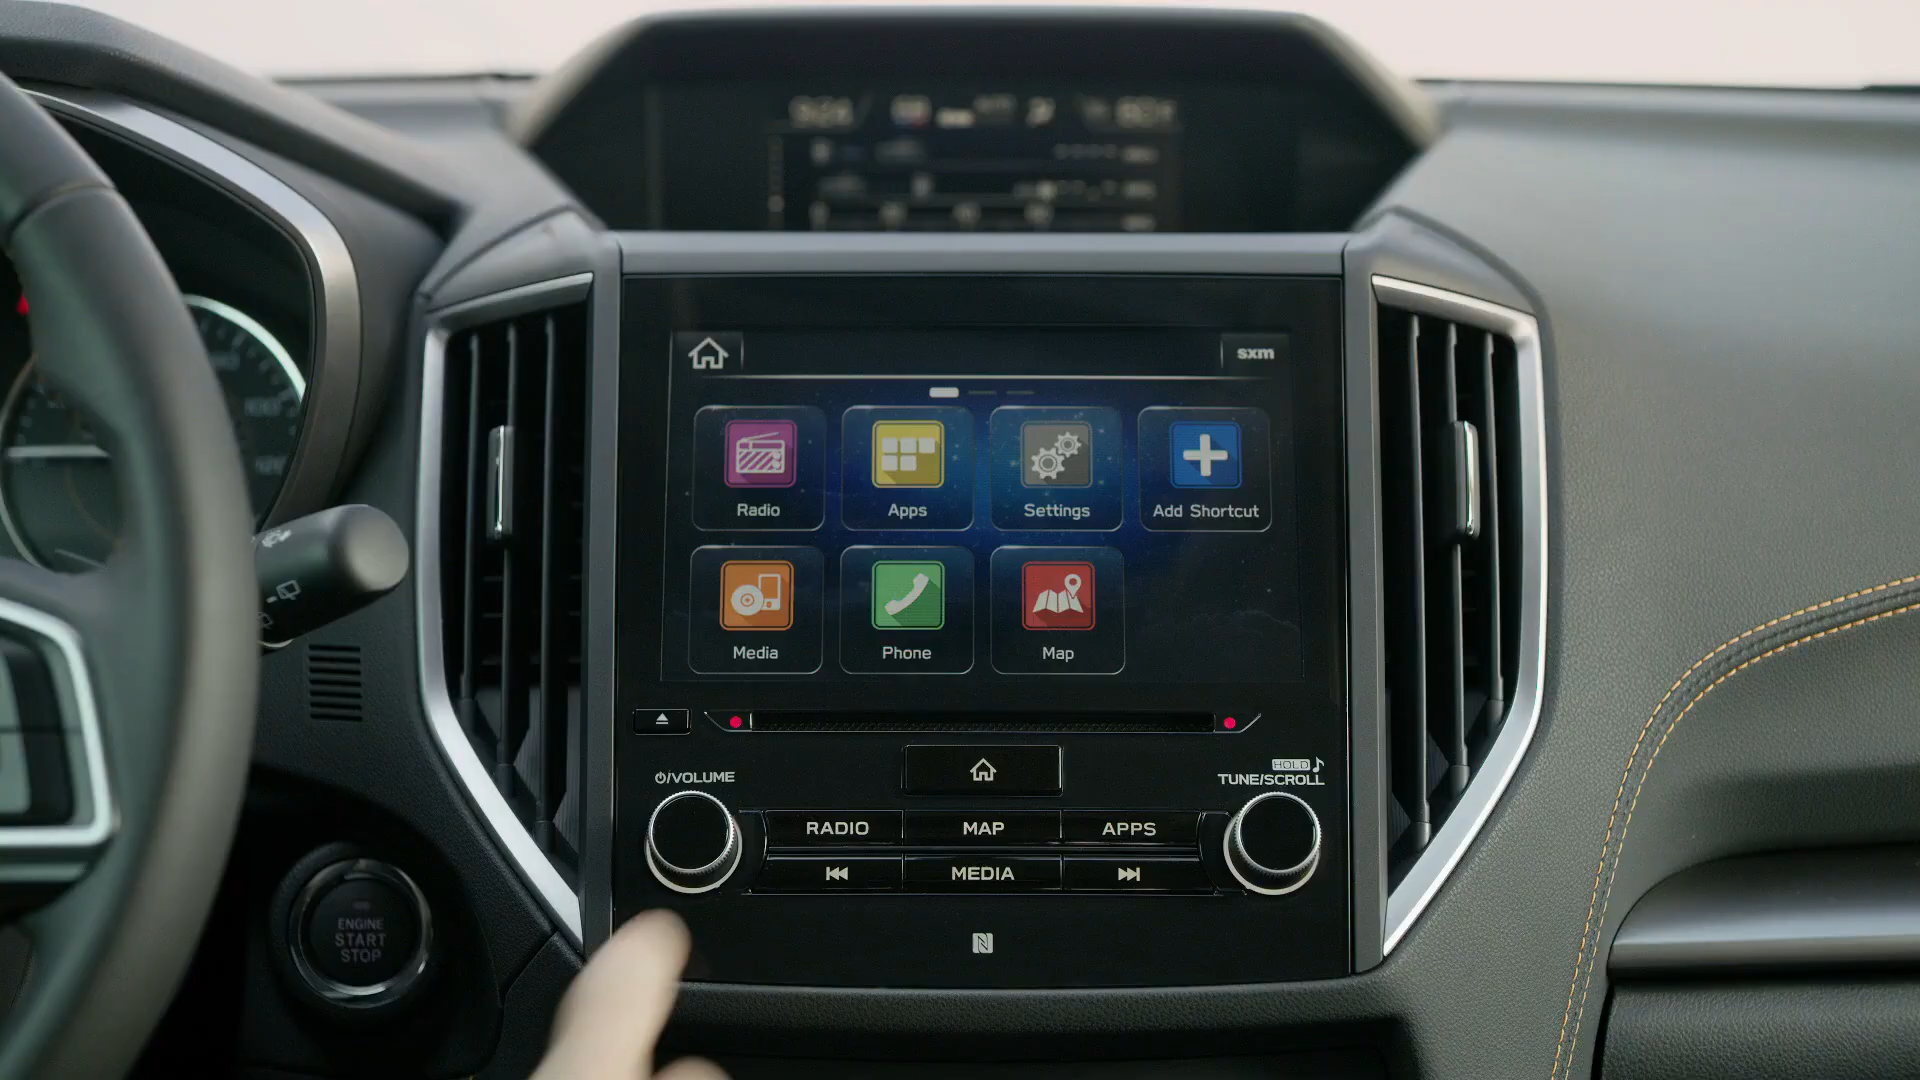 sxm
Radio
Apps
Settings
Add Shortcut
Media
Phone
Map
/VOLUME
HOLD
TUNE/SCROLL
RADIO
MAP
APPS
MEDIA
ENGINE
START
STOP